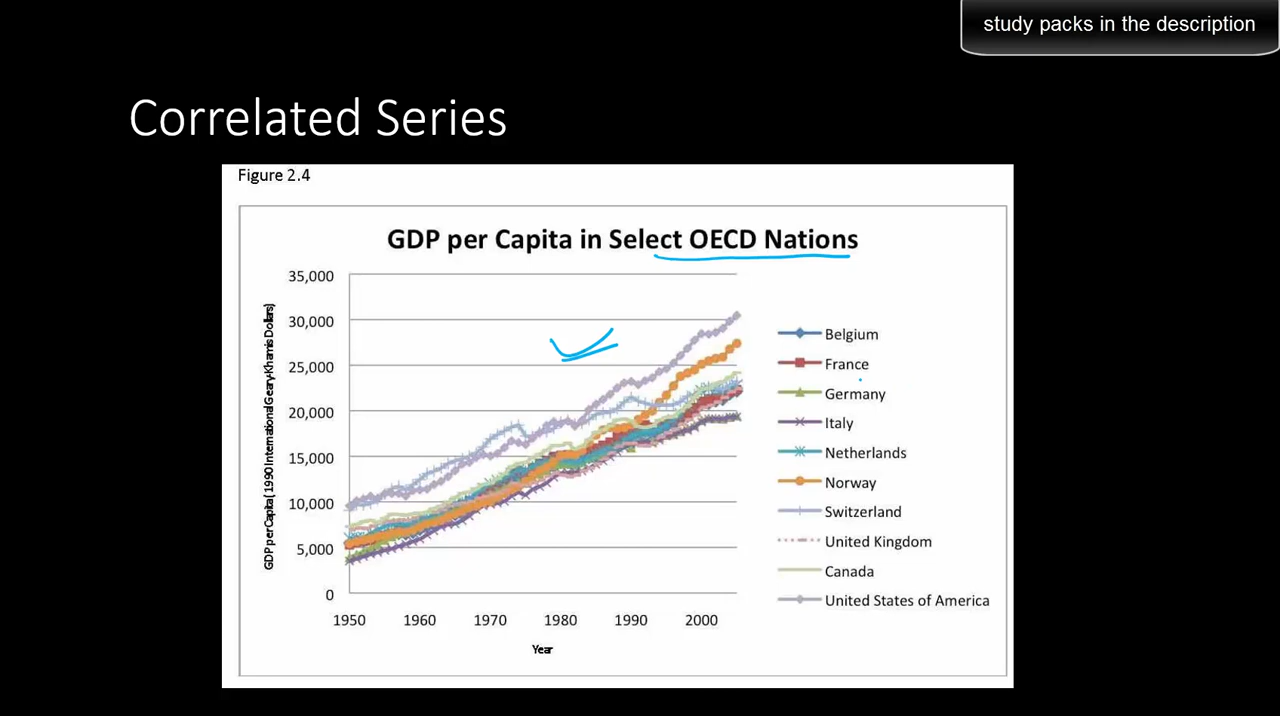 study packs in the description
Correlated Series
Figure 2.4
GDP per Capita in Select OECD Nations
GDP per Capita (1990 International Geary-Khamis Dollars)
35,000
30,000
25,000
20,000
15,000
10,000
5,000
0
1950 1960 1970 1980 1990 2000
Year
Belgium
France
Germany
Italy
Netherlands
Norway
Switzerland
United Kingdom
Canada
United States of America